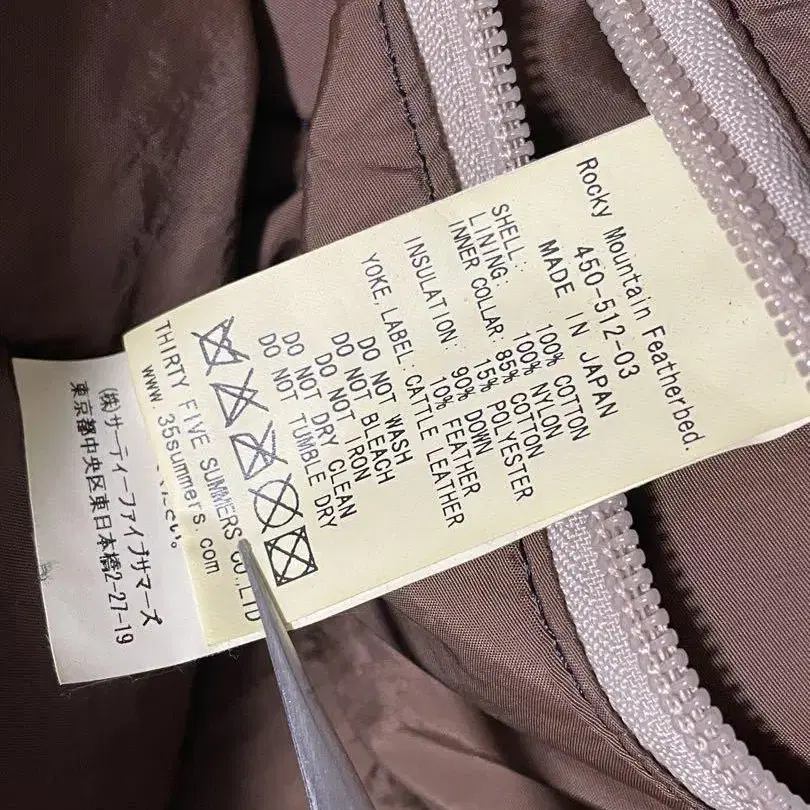 Rocky Mountain Featherbed.
450-512-03
MADE IN JAPAN
SHELL: 100% COTTON
LINING: 100% NYLON
INNER COLLAR: 85% COTTON
15% POLYESTER
INSULATION: 90% DOWN
10% FEATHER
YOKE LABEL: CATTLE LEATHER
DO NOT WASH
DO NOT BLEACH
DO NOT IRON
DO NOT DRY CLEAN
DO NOT TUMBLE DRY
THIRTY FIVE SUMMERS CO.,LTD
www.35summers.com
ください。
(株)サーティーファイブサマーズ
東京都中央区東日本橋2-27-19